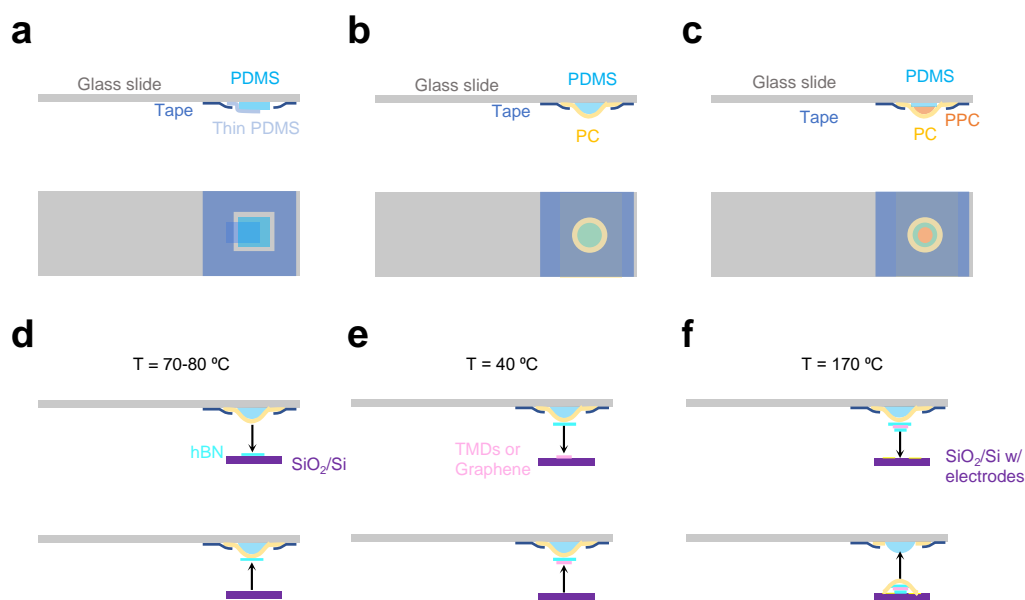 a
b
c
Glass slide
PDMS
Tape
Thin PDMS
Glass slide
PDMS
Tape
PC
Glass slide
PDMS
Tape
PPC
PC
d
e
f
T = 70-80 ºC
T = 40 ºC
T = 170 ºC
hBN
SiO₂/Si
TMDs or
Graphene
SiO₂/Si w/
electrodes